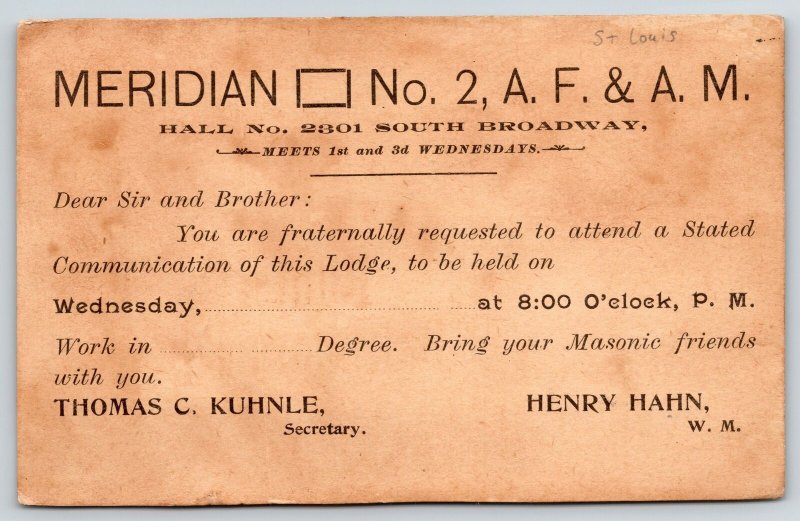 St Louis
MERIDIAN No. 2, A. F. & A. M.
HALL No. 2301 SOUTH BROADWAY,
MEETS 1st and 3d WEDNESDAYS.
Dear Sir and Brother:
You are fraternally requested to attend a Stated
Communication of this Lodge, to be held on
Wednesday, at 8:00 O'clock, P. M.
Work in Degree. Bring your Masonic friends
with you.
THOMAS C. KUHNLE, HENRY HAHN,
Secretary. W. M.